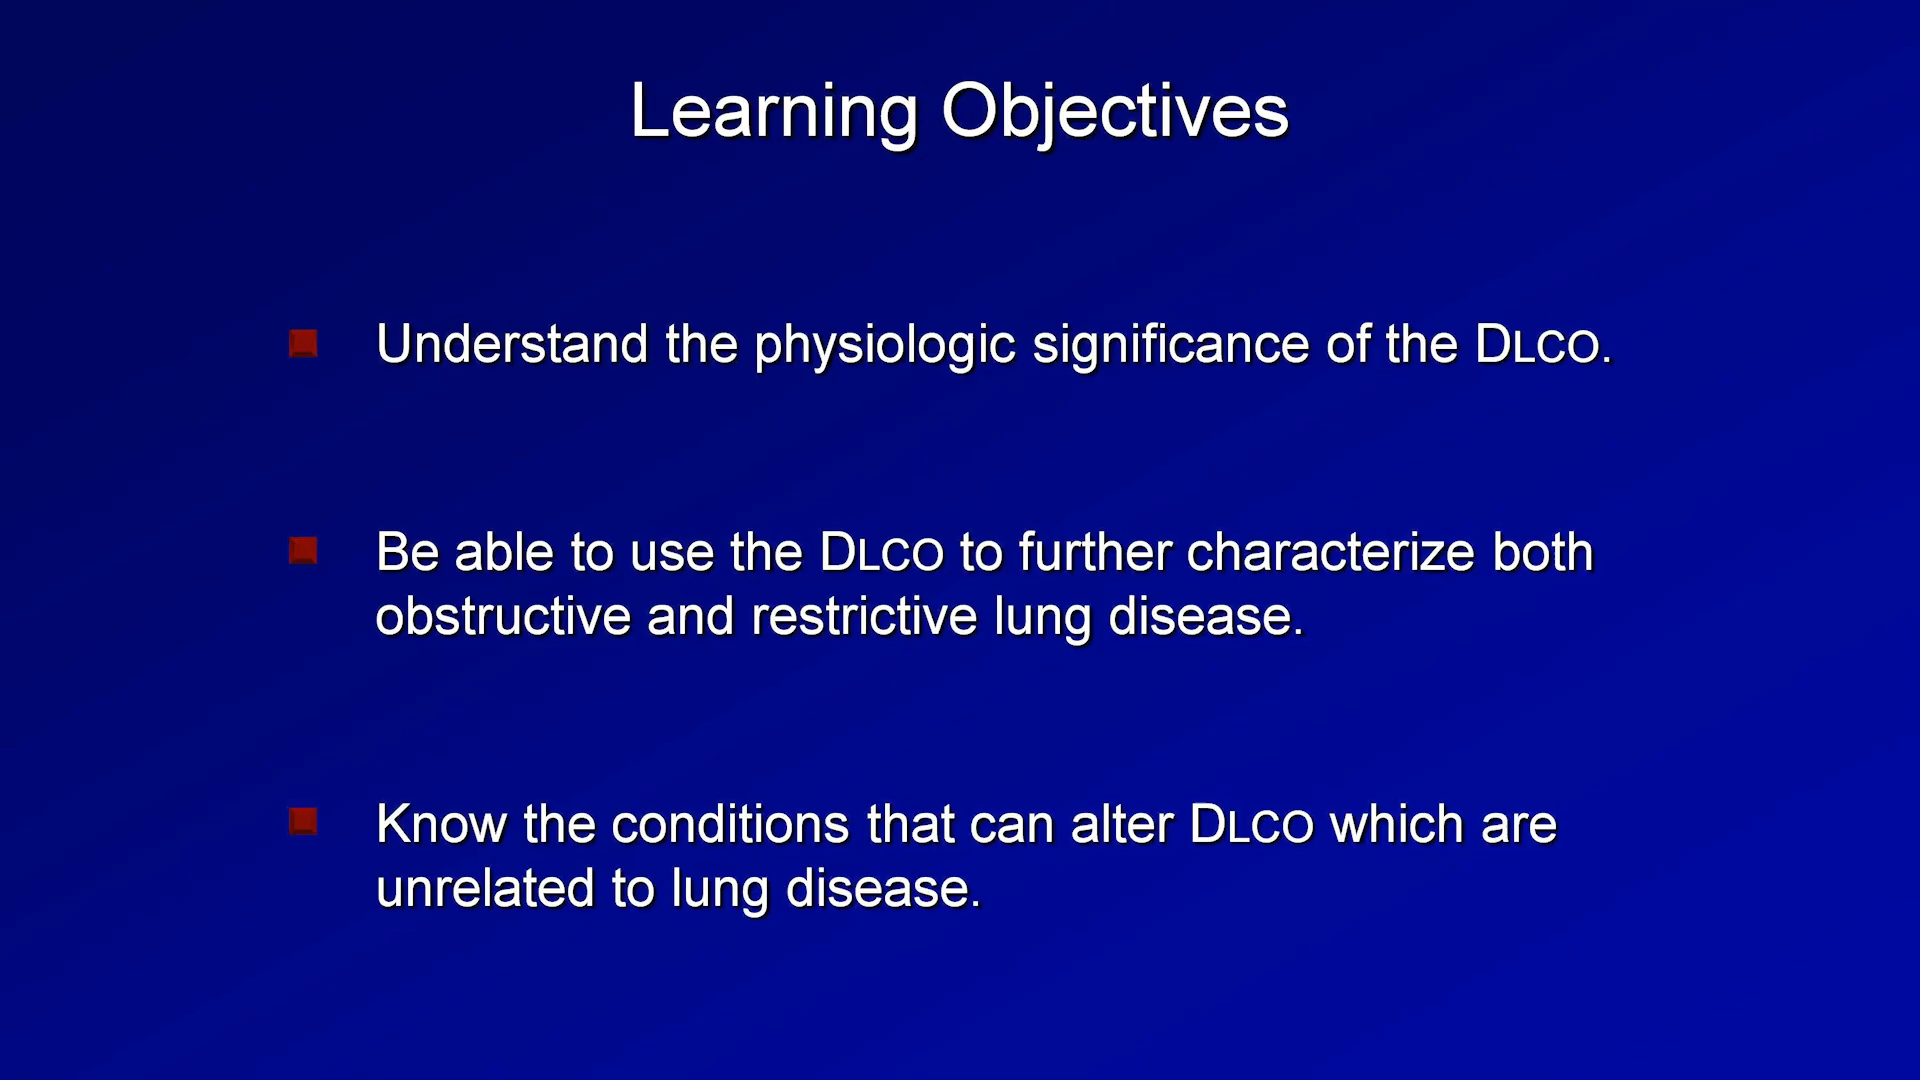 Learning Objectives
Understand the physiologic significance of the DLCO.
Be able to use the DLCO to further characterize both
obstructive and restrictive lung disease.
Know the conditions that can alter DLCO which are
unrelated to lung disease.